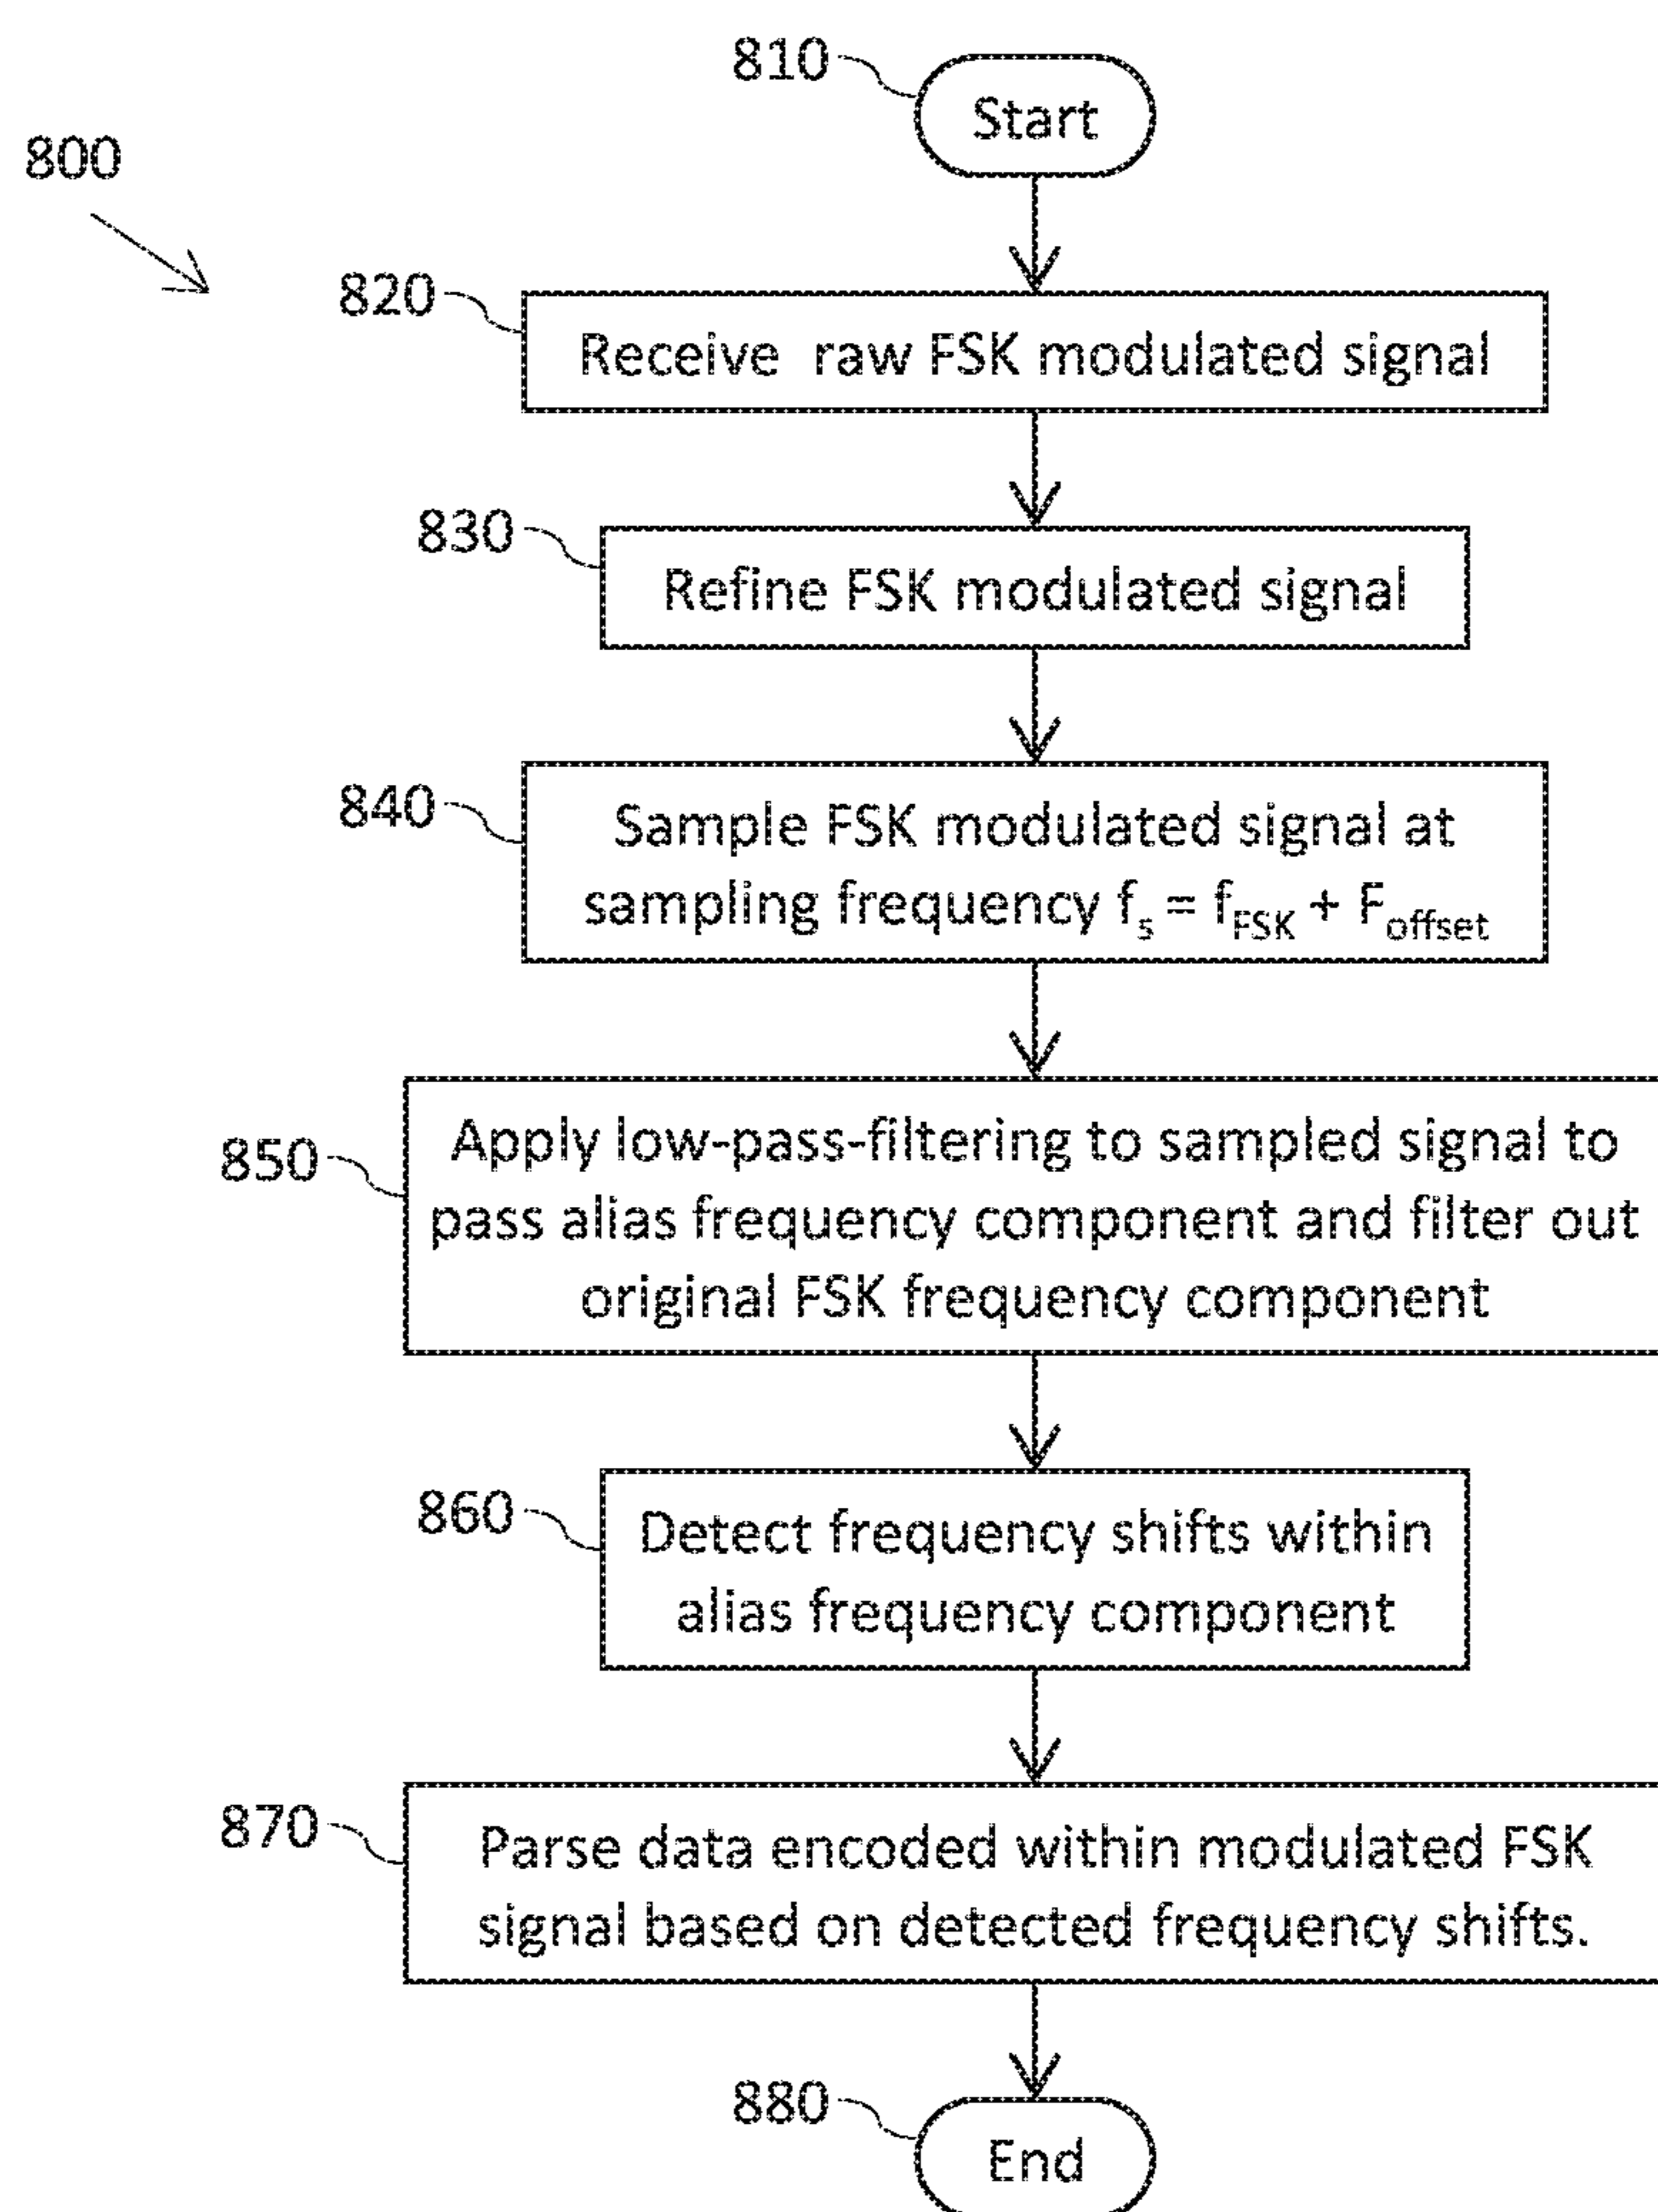 810
Start
800
820
Receive raw FSK modulated signal
830
Refine FSK modulated signal
840
Sample FSK modulated signal at
sampling frequency fs = fFSK + Foffset
850
Apply low-pass-filtering to sampled signal to
pass alias frequency component and filter out
original FSK frequency component
860
Detect frequency shifts within
alias frequency component
870
Parse data encoded within modulated FSK
signal based on detected frequency shifts.
880
End